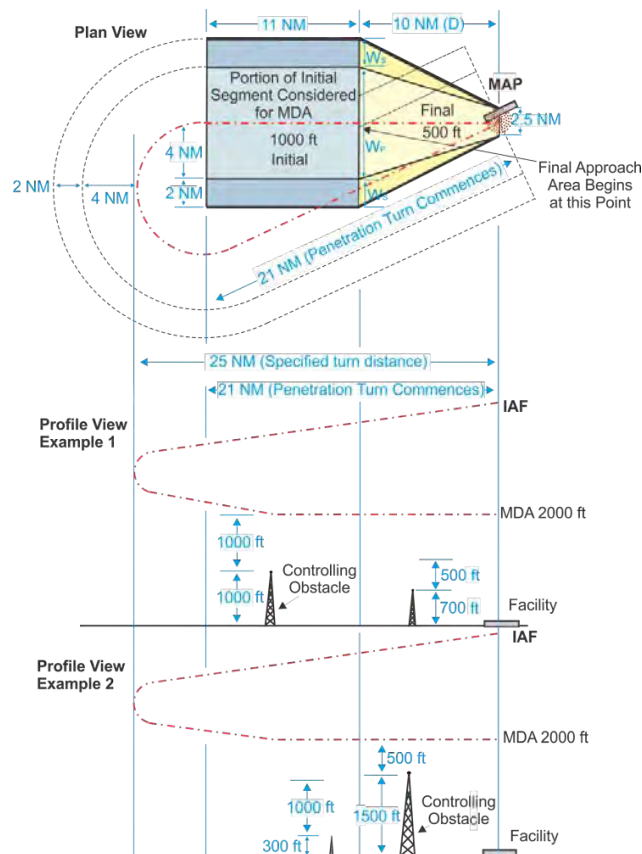 Plan View
11 NM
10 NM (D)
Wₛ
MAP
Portion of Initial
Segment Considered
for MDA
Final
500 ft
2.5 NM
1000 ft
Initial
4 NM
Wₚ
2 NM
4 NM
2 NM
Wₛ
Final Approach
Area Begins
at this Point
21 NM (Penetration Turn Commences)
25 NM (Specified turn distance)
21 NM (Penetration Turn Commences)
IAF
Profile View
Example 1
MDA 2000 ft
1000 ft
Controlling
Obstacle
500 ft
1000 ft
700 ft
Facility
IAF
Profile View
Example 2
MDA 2000 ft
500 ft
1000 ft
1500 ft
Controlling
Obstacle
300 ft
Facility